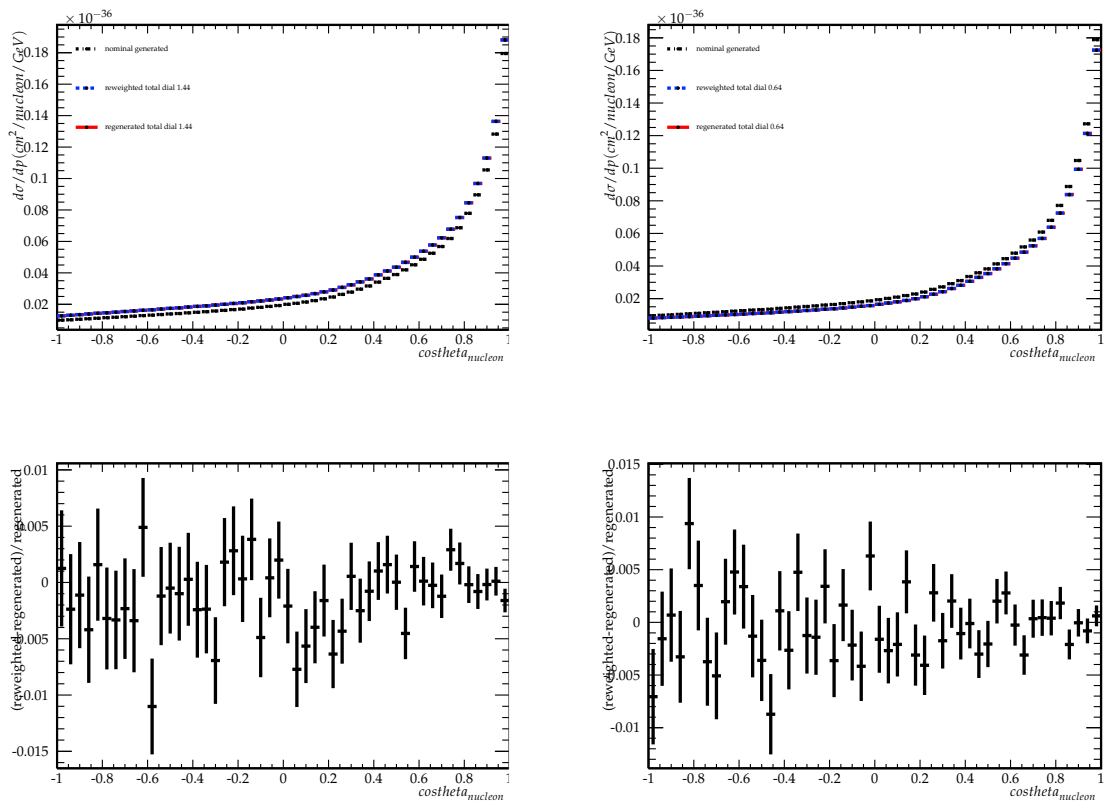 ×10^-36
dσ/dp(cm^2/nucleon/GeV)
0.18
0.16
0.14
0.12
0.1
0.08
0.06
0.04
0.02
nominal generated
reweighted total dial 1.44
regenerated total dial 1.44
-1 -0.8 -0.6 -0.4 -0.2 0 0.2 0.4 0.6 0.8 1
costheta_nucleon
×10^-36
dσ/dp(cm^2/nucleon/GeV)
0.18
0.16
0.14
0.12
0.1
0.08
0.06
0.04
0.02
nominal generated
reweighted total dial 0.64
regenerated total dial 0.64
-1 -0.8 -0.6 -0.4 -0.2 0 0.2 0.4 0.6 0.8 1
costheta_nucleon
(reweighted-regenerated)/regenerated
0.01
0.005
0
-0.005
-0.01
-0.015
-1 -0.8 -0.6 -0.4 -0.2 0 0.2 0.4 0.6 0.8 1
costheta_nucleon
(reweighted-regenerated)/regenerated
0.015
0.01
0.005
0
-0.005
-0.01
-1 -0.8 -0.6 -0.4 -0.2 0 0.2 0.4 0.6 0.8 1
costheta_nucleon